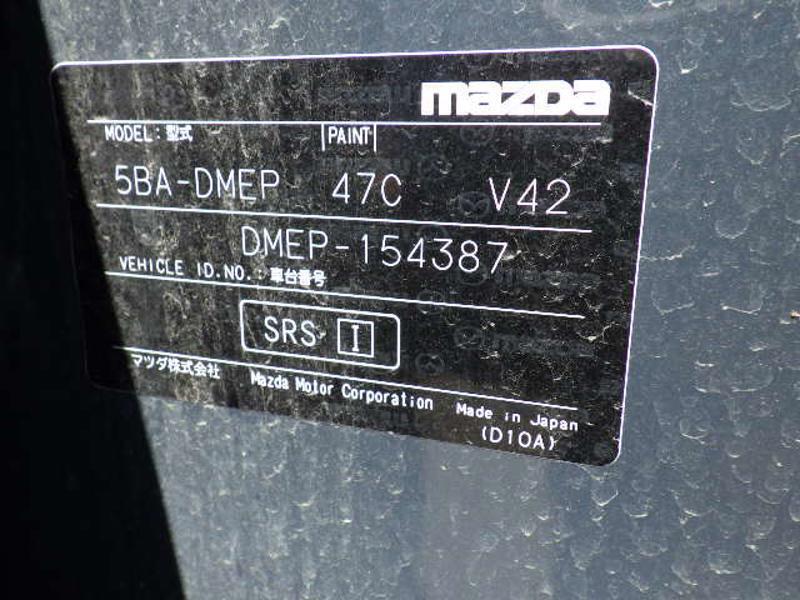 mazda
MODEL: 型式 PAINT
5BA-DMEP 47C V42
DMEP-154387
VEHICLE ID.NO.: 車台番号
SRS I
マツダ株式会社 Mazda Motor Corporation Made in Japan
(D10A)